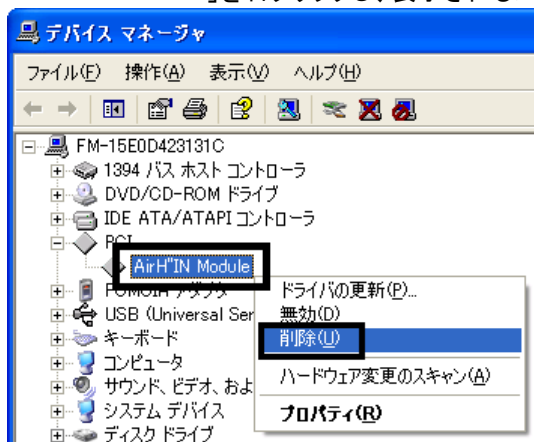 デバイス マネージャ
ファイル(F) 操作(A) 表示(V) ヘルプ(H)
FM-15E0D423131C
1394 バス ホスト コントローラ
DVD/CD-ROM ドライブ
IDE ATA/ATAPI コントローラ
PCI
AirH"IN Module
PCMCIA アダプタ
USB (Universal Ser
キーボード
コンピュータ
サウンド、ビデオ、およ
システム デバイス
ディスク ドライブ
ドライバの更新(P)...
無効(D)
削除(U)
ハードウェア変更のスキャン(A)
プロパティ(R)